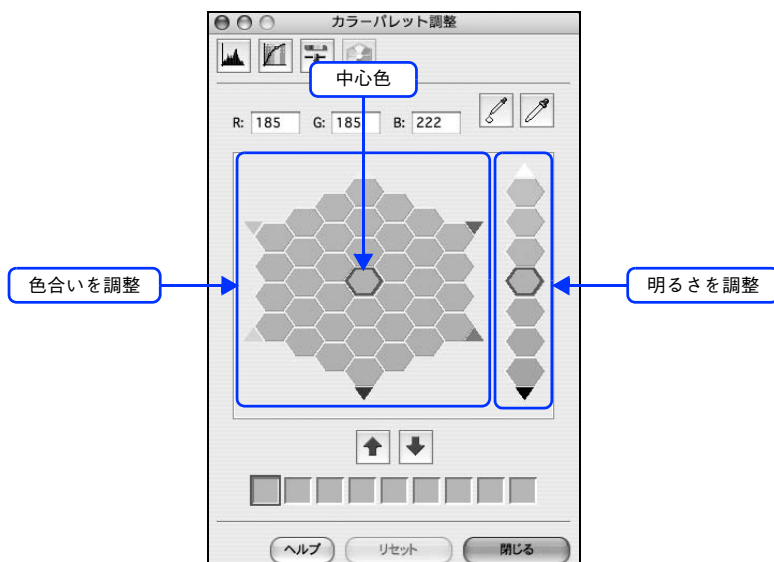 カラーパレット調整
中心色
R: 185 G: 185 B: 222
色合いを調整
明るさを調整
ヘルプ リセット 閉じる